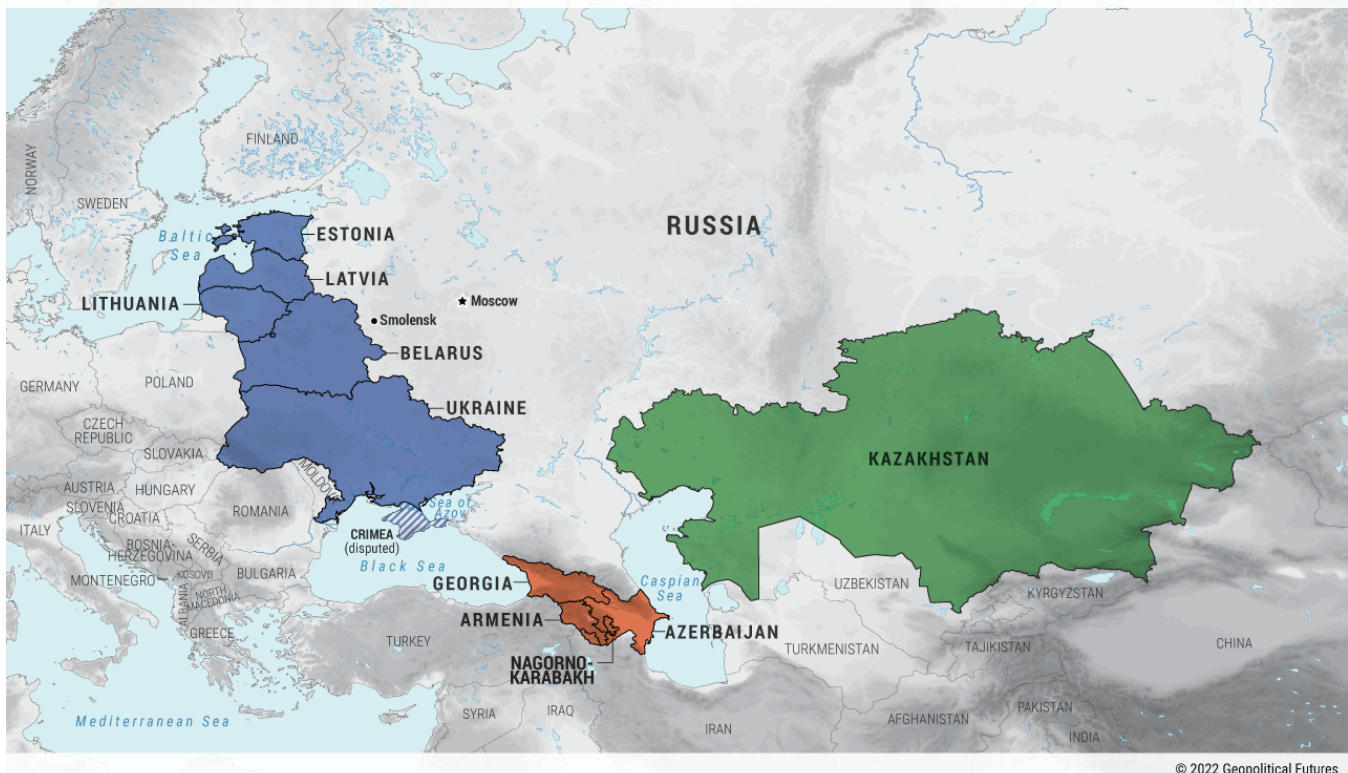 NORWAY
SWEDEN
FINLAND
RUSSIA
Baltic
Sea
ESTONIA
LATVIA
LITHUANIA
Moscow
Smolensk
BELARUS
GERMANY
POLAND
UKRAINE
CZECH
REPUBLIC
SLOVAKIA
KAZAKHSTAN
AUSTRIA
HUNGARY
MOLDOVA
SLOVENIA
CROATIA
ROMANIA
Sea of
Azov
ITALY
BOSNIA-
HERZEGOVINA
SERBIA
CRIMEA
(disputed)
Black Sea
MONTENEGRO
KOSOVO
BULGARIA
ALBANIA
NORTH
MACEDONIA
GEORGIA
Caspian
Sea
UZBEKISTAN
KYRGYZSTAN
ARMENIA
AZERBAIJAN
GREECE
TURKEY
TURKMENISTAN
TAJIKISTAN
CHINA
NAGORNO-
KARABAKH
Mediterranean Sea
SYRIA
IRAQ
IRAN
AFGHANISTAN
PAKISTAN
INDIA
© 2022 Geopolitical Futures